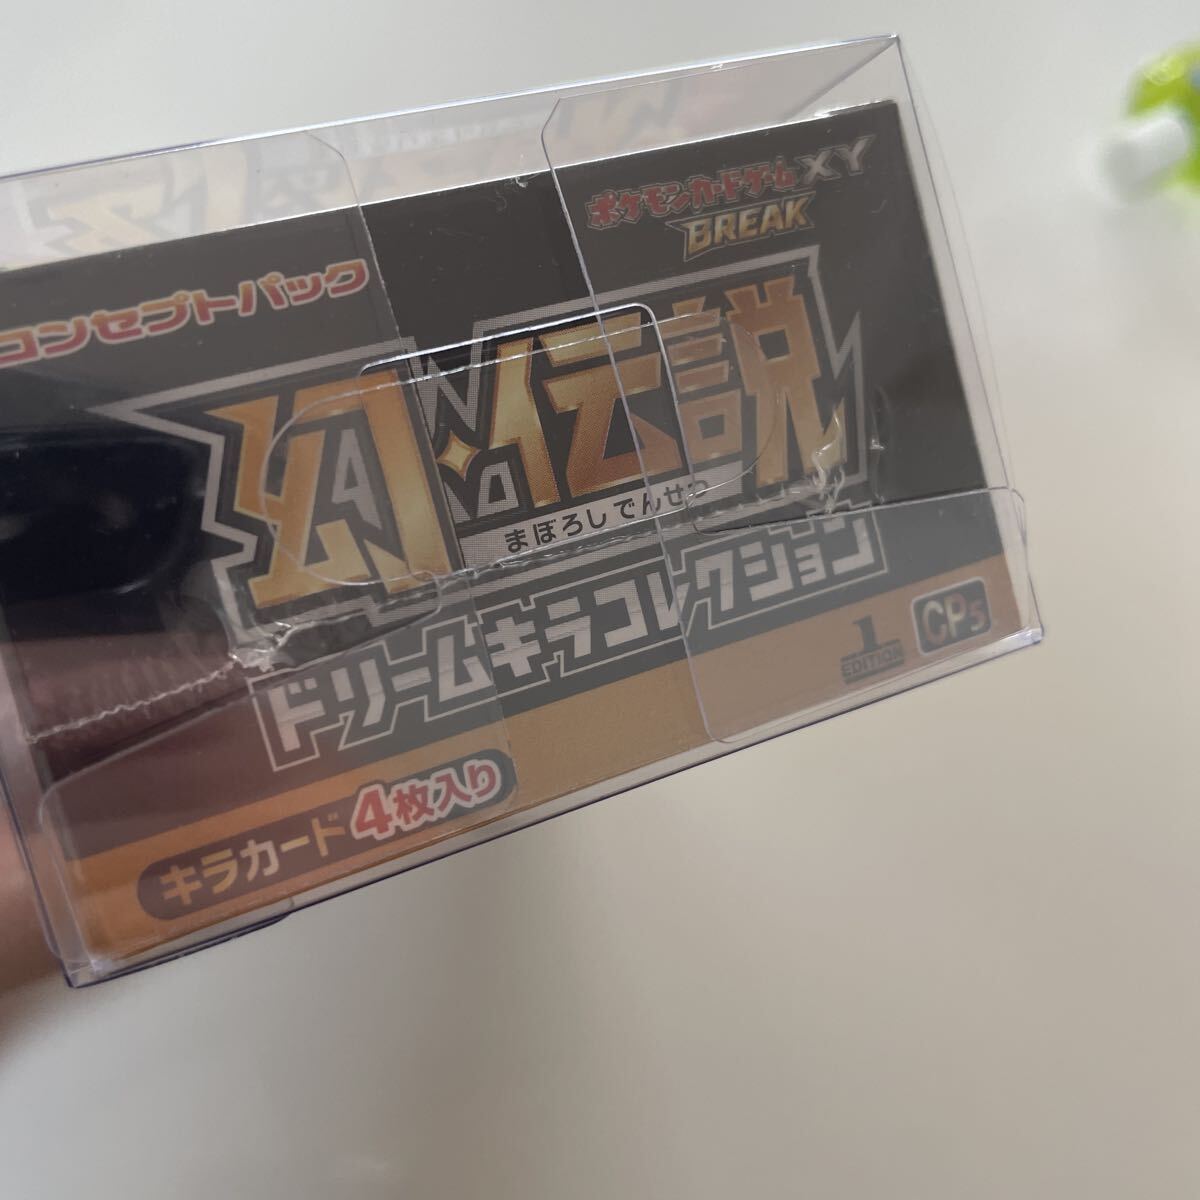 ポケモンカードゲームXY
BREAK
コンセプトパック
幻・伝説
まぼろし でんせつ
ドリームキラコレクション
1
EDITION
CP5
キラカード4枚入り